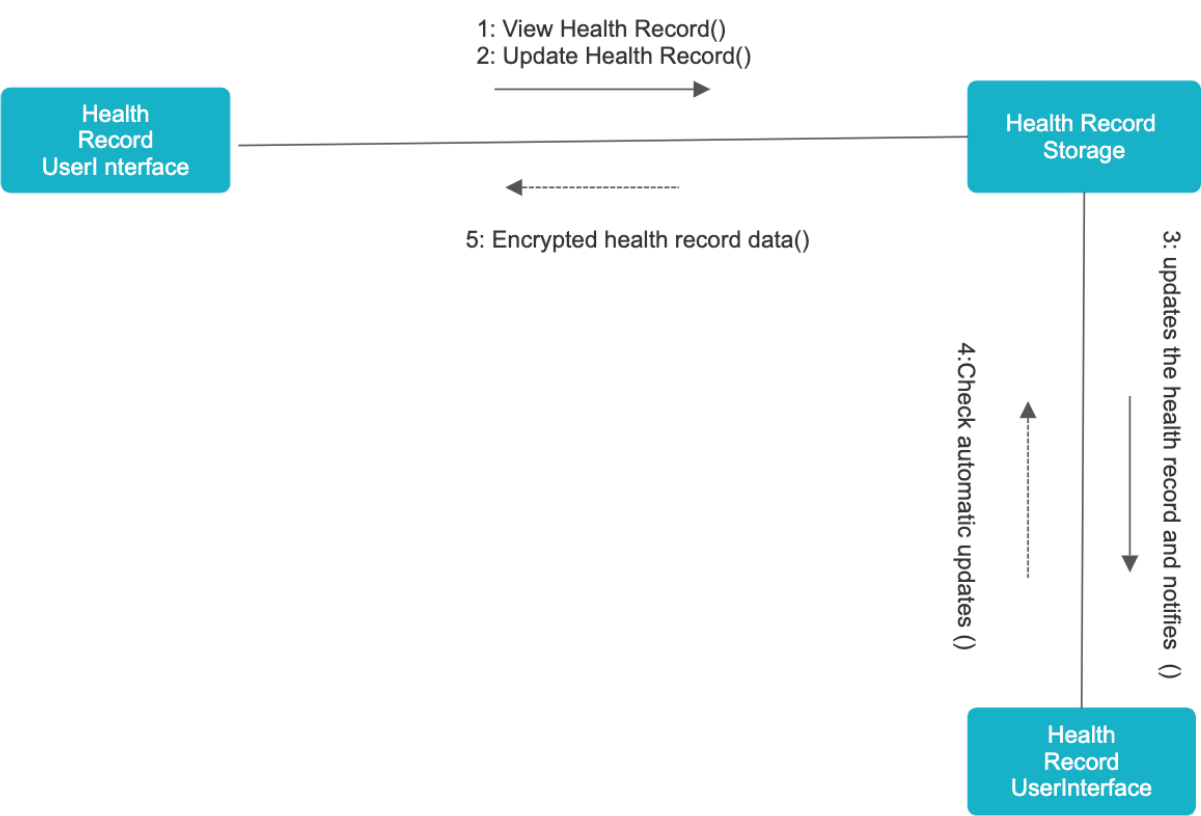 1: View Health Record()
2: Update Health Record()
Health
Record
UserI nterface
Health Record
Storage
5: Encrypted health record data()
3: updates the health record and notifies ()
4:Check automatic updates ()
Health
Record
UserInterface